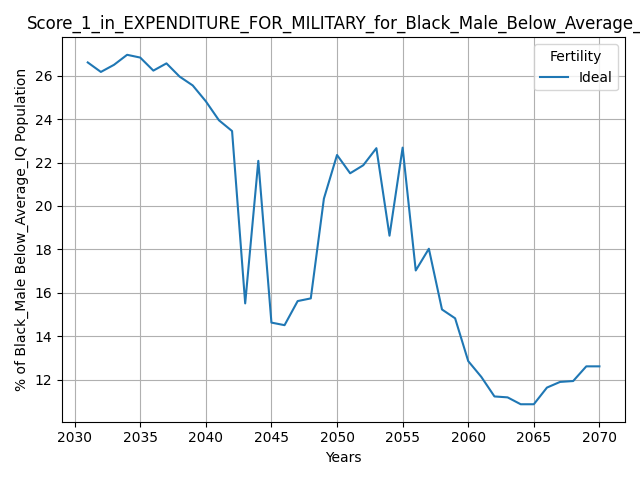 Score_1_in_EXPENDITURE_FOR_MILITARY_for_Black_Male_Below_Average_
Fertility
Ideal
% of Black_Male Below_Average_IQ Population
26
24
22
20
18
16
14
12
2030 2035 2040 2045 2050 2055 2060 2065 2070
Years